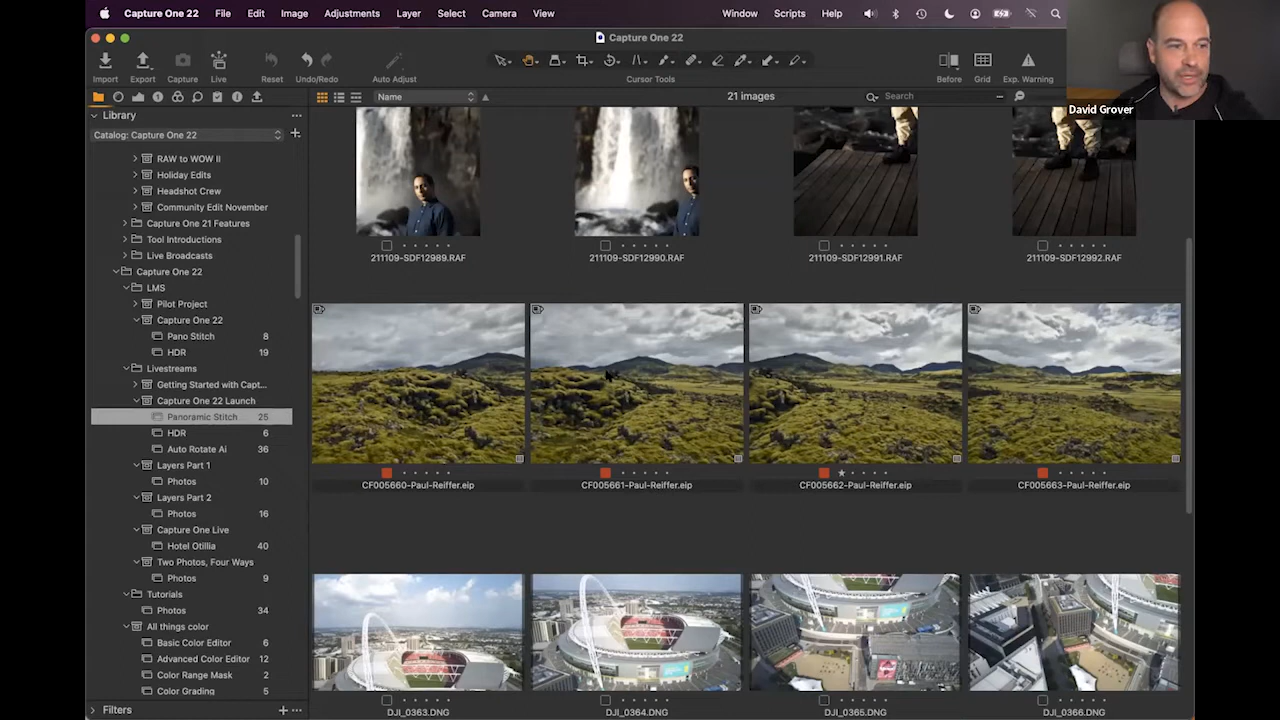 Capture One 22 File Edit Image Adjustments Layer Select Camera View Window Scripts Help
Capture One 22
Import Export Capture Live Reset Undo/Redo Auto Adjust Cursor Tools Before Grid Exp. Warning
David Grover
Library
Catalog: Capture One 22
RAW to WOW II
Holiday Edits
Headshot Crew
Community Edit November
Capture One 21 Features
Tool Introductions
Live Broadcasts
Capture One 22
LMS
Pilot Project
Capture One 22
Pano Stitch 8
HDR 19
Livestreams
Getting Started with Capt...
Capture One 22 Launch
Panoramic Stitch 25
HDR 6
Auto Rotate Ai 36
Layers Part 1
Photos 10
Layers Part 2
Photos 16
Capture One Live
Hotel Otillia 40
Two Photos, Four Ways
Photos 9
Tutorials
Photos 34
All things color
Basic Color Editor 6
Advanced Color Editor 12
Color Range Mask 2
Color Grading 5
Filters
Name 21 images Search
211109-SDF12989.RAF 211109-SDF12990.RAF 211109-SDF12991.RAF 211109-SDF12992.RAF
CF005660-Paul-Reiffer.eip CF005661-Paul-Reiffer.eip CF005662-Paul-Reiffer.eip CF005663-Paul-Reiffer.eip
DJI_0363.DNG DJI_0364.DNG DJI_0365.DNG DJI_0366.DNG